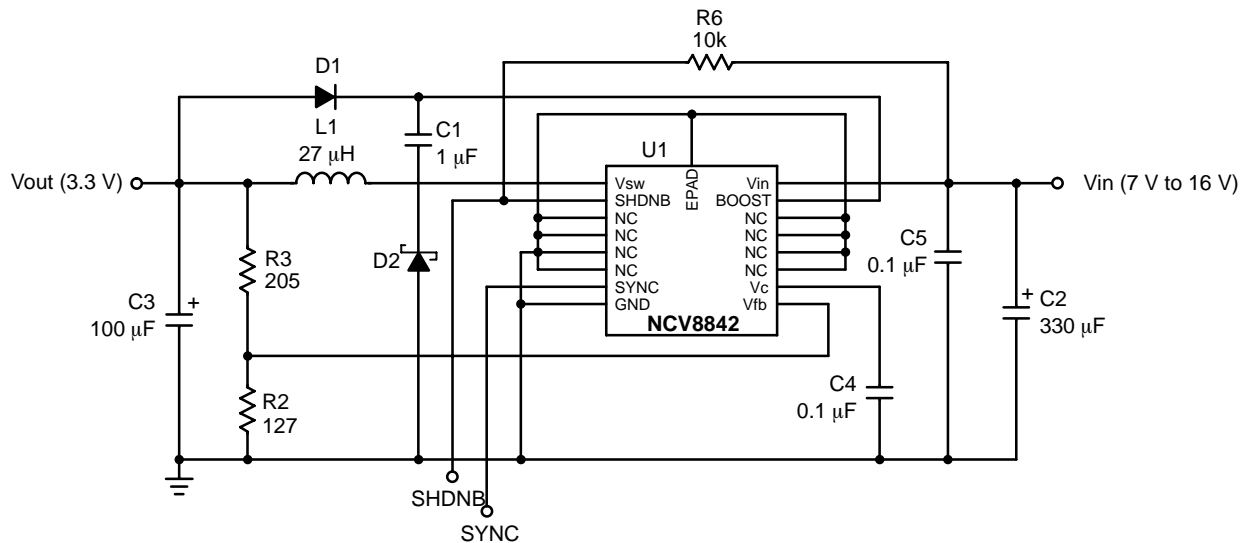 R6
10k
D1
L1
27 μH
C1
1 μF
U1
Vout (3.3 V)
Vin (7 V to 16 V)
Vsw
SHDNB
NC
NC
NC
NC
SYNC
GND
EPAD
Vin
BOOST
NC
NC
NC
NC
Vc
Vfb
NCV8842
R3
205
D2
C5
0.1 μF
C3
+
100 μF
+
C2
330 μF
R2
127
C4
0.1 μF
SHDNB
SYNC